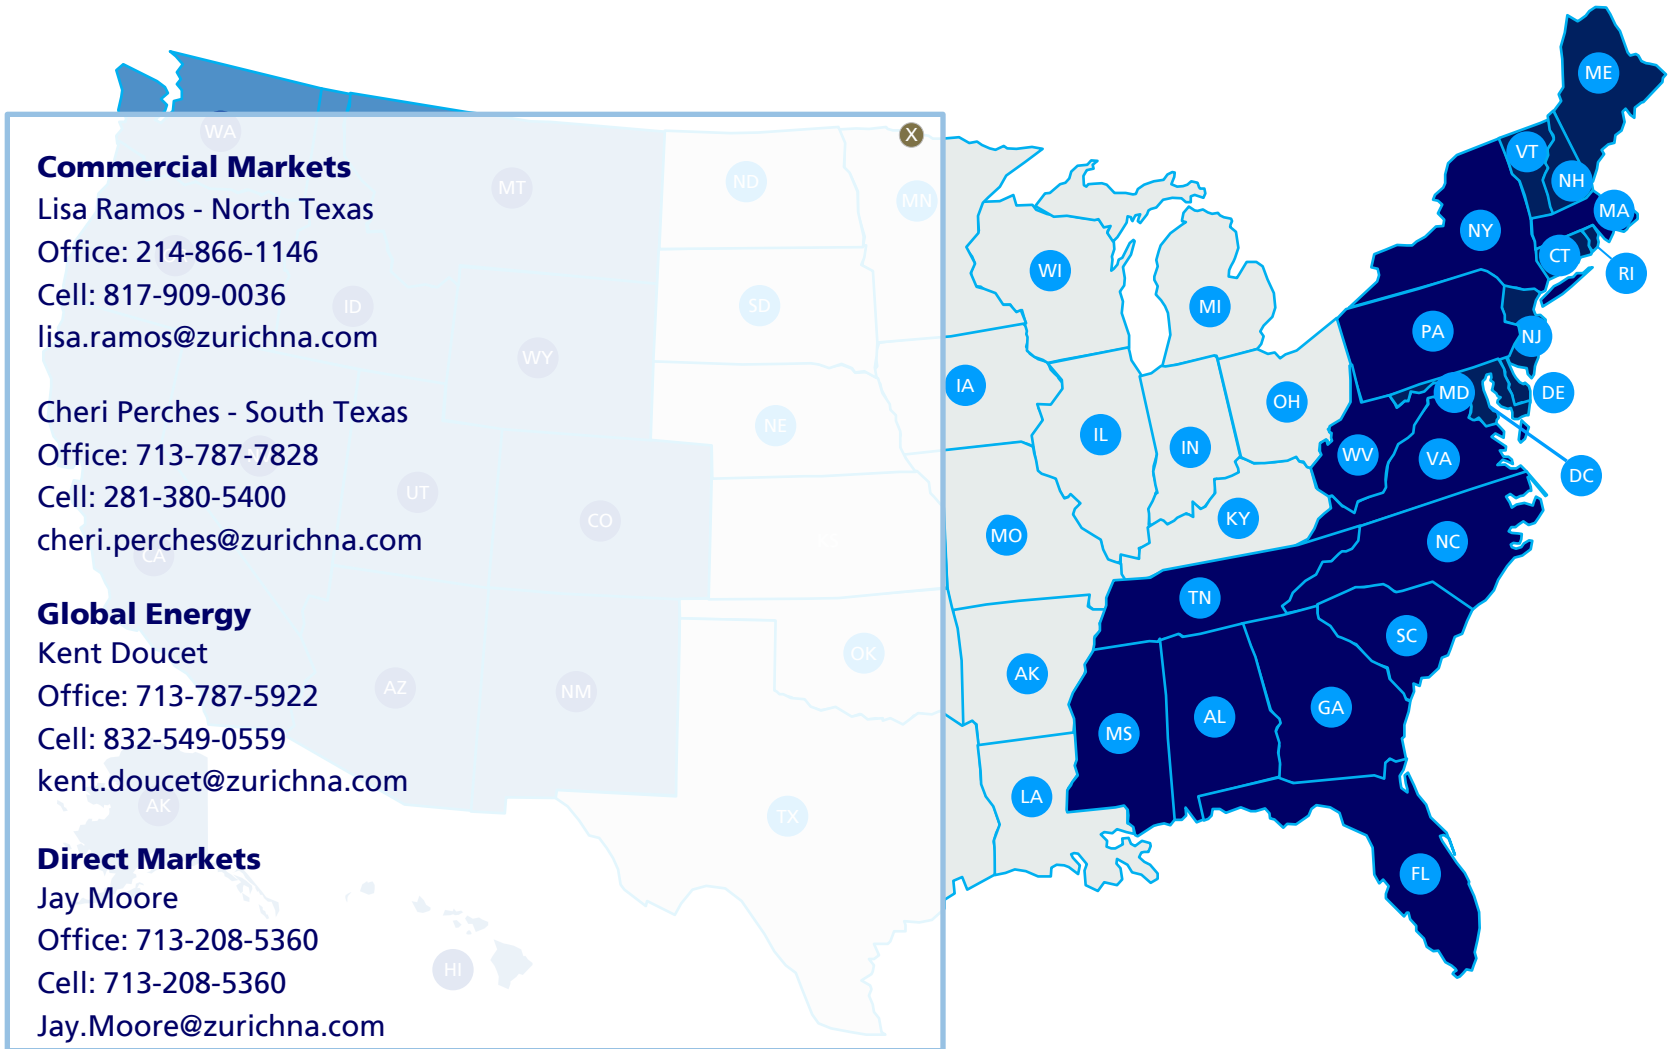 X
Commercial Markets
Lisa Ramos - North Texas
Office: 214-866-1146
Cell: 817-909-0036
lisa.ramos@zurichna.com
Cheri Perches - South Texas
Office: 713-787-7828
Cell: 281-380-5400
cheri.perches@zurichna.com
Global Energy
Kent Doucet
Office: 713-787-5922
Cell: 832-549-0559
kent.doucet@zurichna.com
Direct Markets
Jay Moore
Office: 713-208-5360
Cell: 713-208-5360
Jay.Moore@zurichna.com
WA
MT
ND
MN
ID
SD
WY
NE
UT
CO
CA
AZ
NM
OK
AK
TX
HI
ME
VT
NH
MA
NY
CT
RI
WI
MI
PA
NJ
IA
OH
MD
DE
IL
IN
WV
VA
DC
MO
KY
NC
TN
SC
AK
GA
AL
MS
LA
FL